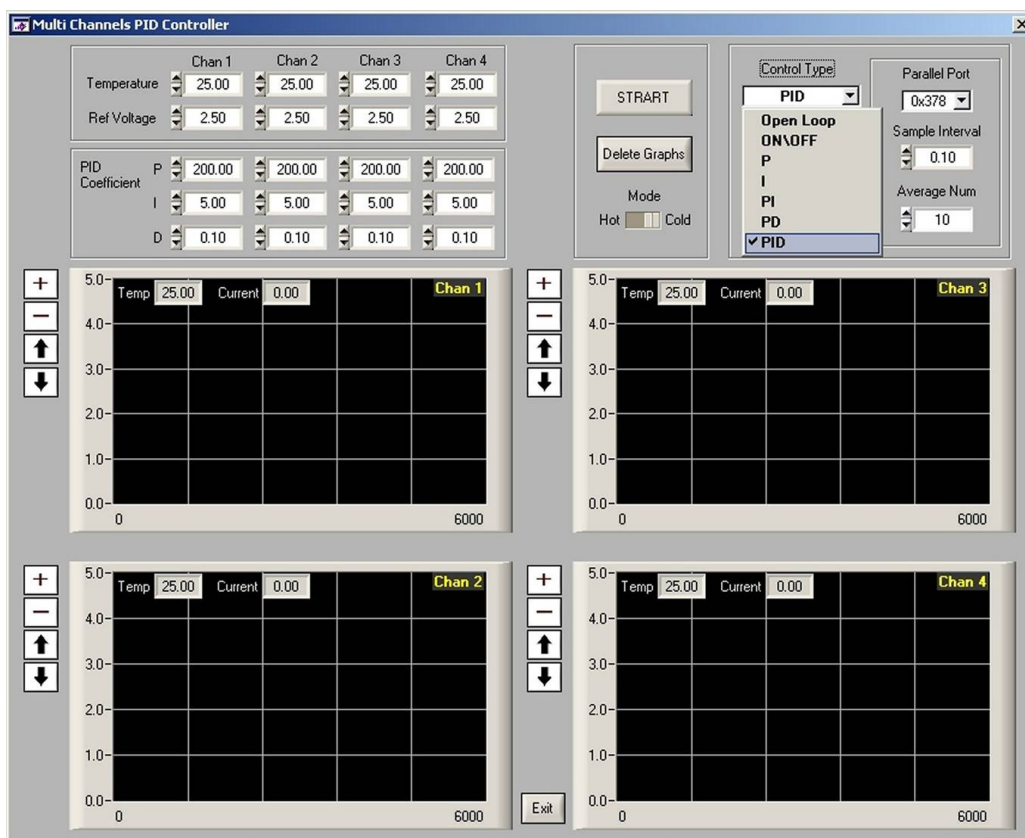 Multi Channels PID Controller
Chan 1 Chan 2 Chan 3 Chan 4
Temperature 25.00 25.00 25.00 25.00
Ref Voltage 2.50 2.50 2.50 2.50
PID Coefficient
P 200.00 200.00 200.00 200.00
I 5.00 5.00 5.00 5.00
D 0.10 0.10 0.10 0.10
STRART
Delete Graphs
Mode
Hot Cold
Control Type
PID
Open Loop
ON\OFF
P
I
PI
PD
PID
Parallel Port
0x378
Sample Interval
0.10
Average Num
10
Temp 25.00 Current 0.00 Chan 1
5.0
4.0
3.0
2.0
1.0
0.0
0 6000
Temp 25.00 Current 0.00 Chan 3
5.0
4.0
3.0
2.0
1.0
0.0
0 6000
Temp 25.00 Current 0.00 Chan 2
5.0
4.0
3.0
2.0
1.0
0.0
0 6000
Temp 25.00 Current 0.00 Chan 4
5.0
4.0
3.0
2.0
1.0
0.0
0 6000
Exit